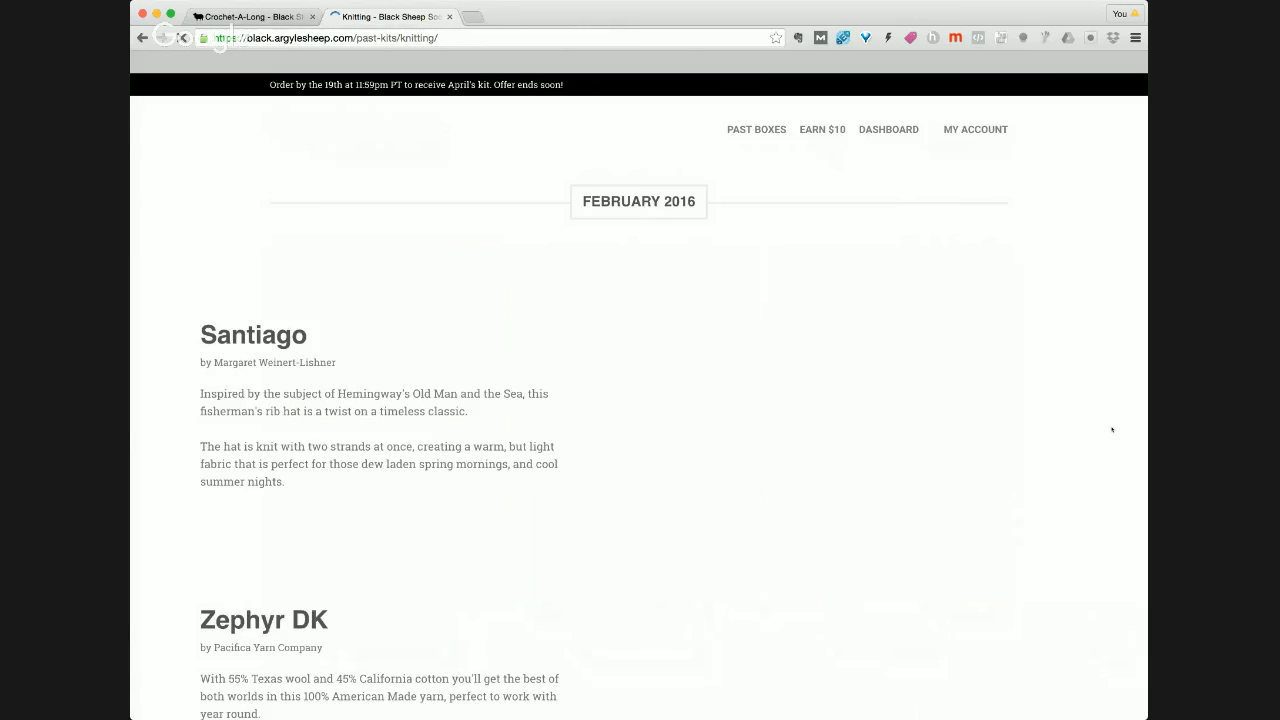 Crochet-A-Long - Black Sh
Knitting - Black Sheep Soc
You
https://black.argylesheep.com/past-kits/knitting/
Order by the 19th at 11:59pm PT to receive April's kit. Offer ends soon!
PAST BOXES EARN $10 DASHBOARD MY ACCOUNT
FEBRUARY 2016
Santiago
by Margaret Weinert-Lishner
Inspired by the subject of Hemingway's Old Man and the Sea, this
fisherman's rib hat is a twist on a timeless classic.
The hat is knit with two strands at once, creating a warm, but light
fabric that is perfect for those dew laden spring mornings, and cool
summer nights.
Zephyr DK
by Pacifica Yarn Company
With 55% Texas wool and 45% California cotton you'll get the best of
both worlds in this 100% American Made yarn, perfect to work with
year round.